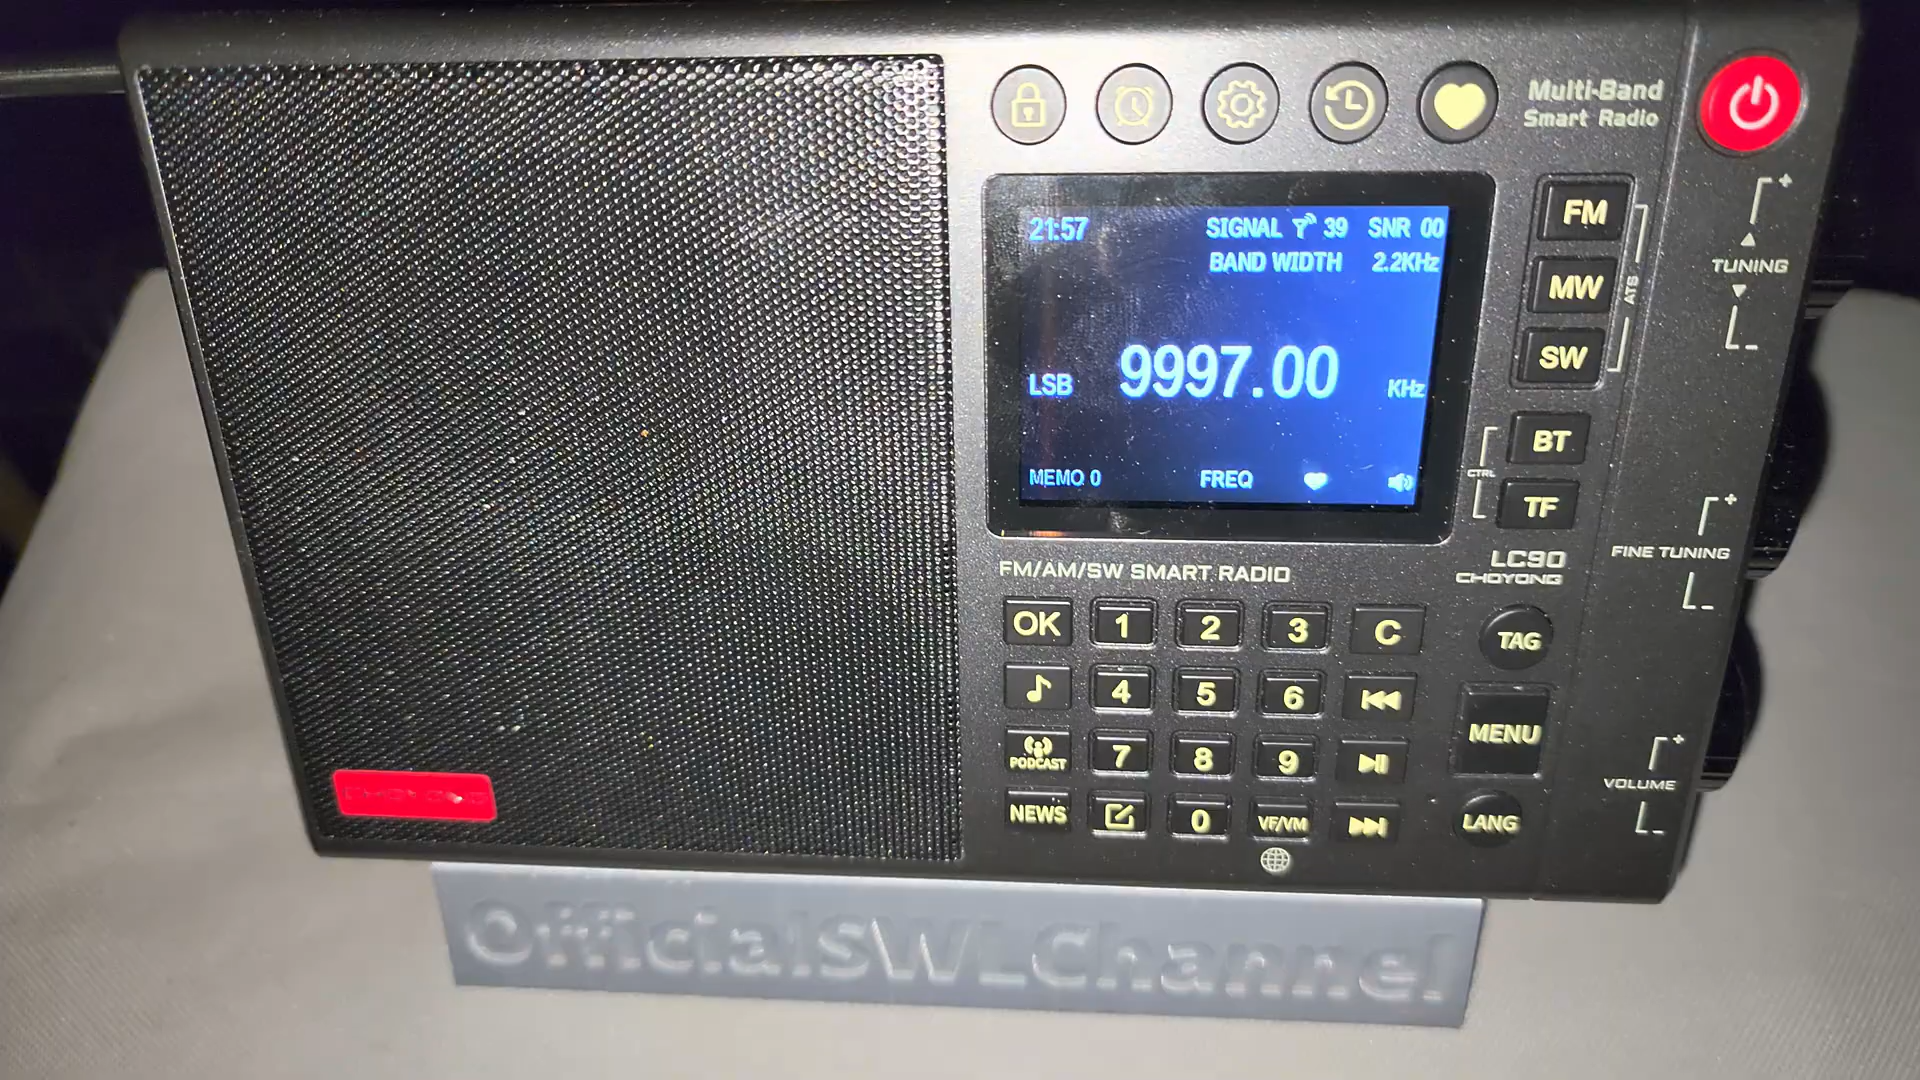 Multi-Band
Smart Radio
21:57 SIGNAL 39 SNR 00
BAND WIDTH 2.2KHz
LSB 9997.00 KHz
MEMO 0 FREQ
FM
MW
SW
ATS
BT
TF
CTRL
+
TUNING
-
+
FINE TUNING
-
+
VOLUME
-
LC90
CHOYONG
FM/AM/SW SMART RADIO
OK 1 2 3 C
4 5 6
PODCAST 7 8 9
NEWS 0 VF/VM
TAG
MENU
LANG
CHOYONG
OfficialSWLChannel